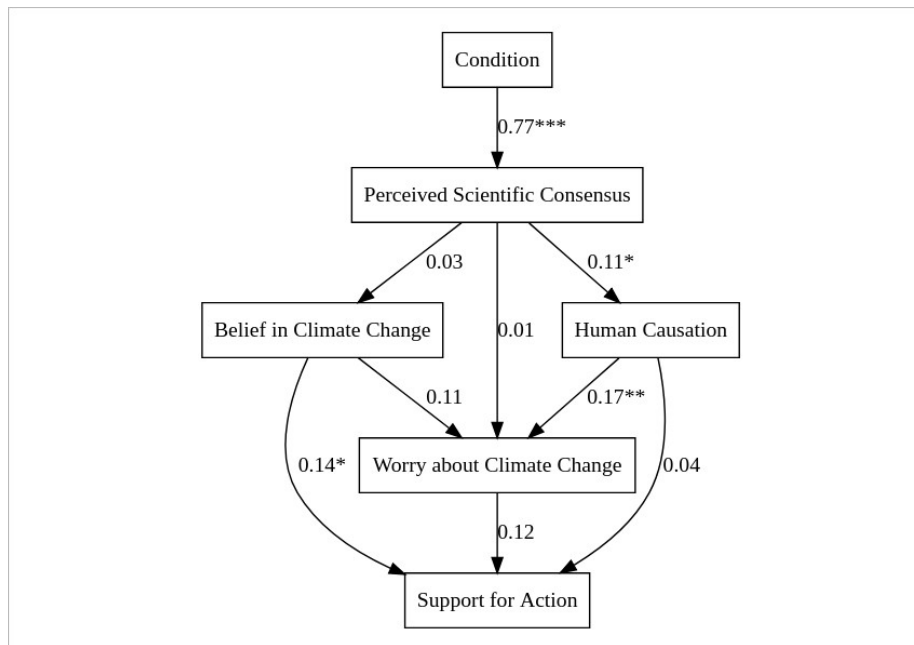 Condition
0.77***
Perceived Scientific Consensus
0.03
0.11*
Belief in Climate Change
0.01
Human Causation
0.11
0.17**
0.14*
Worry about Climate Change
0.04
0.12
Support for Action